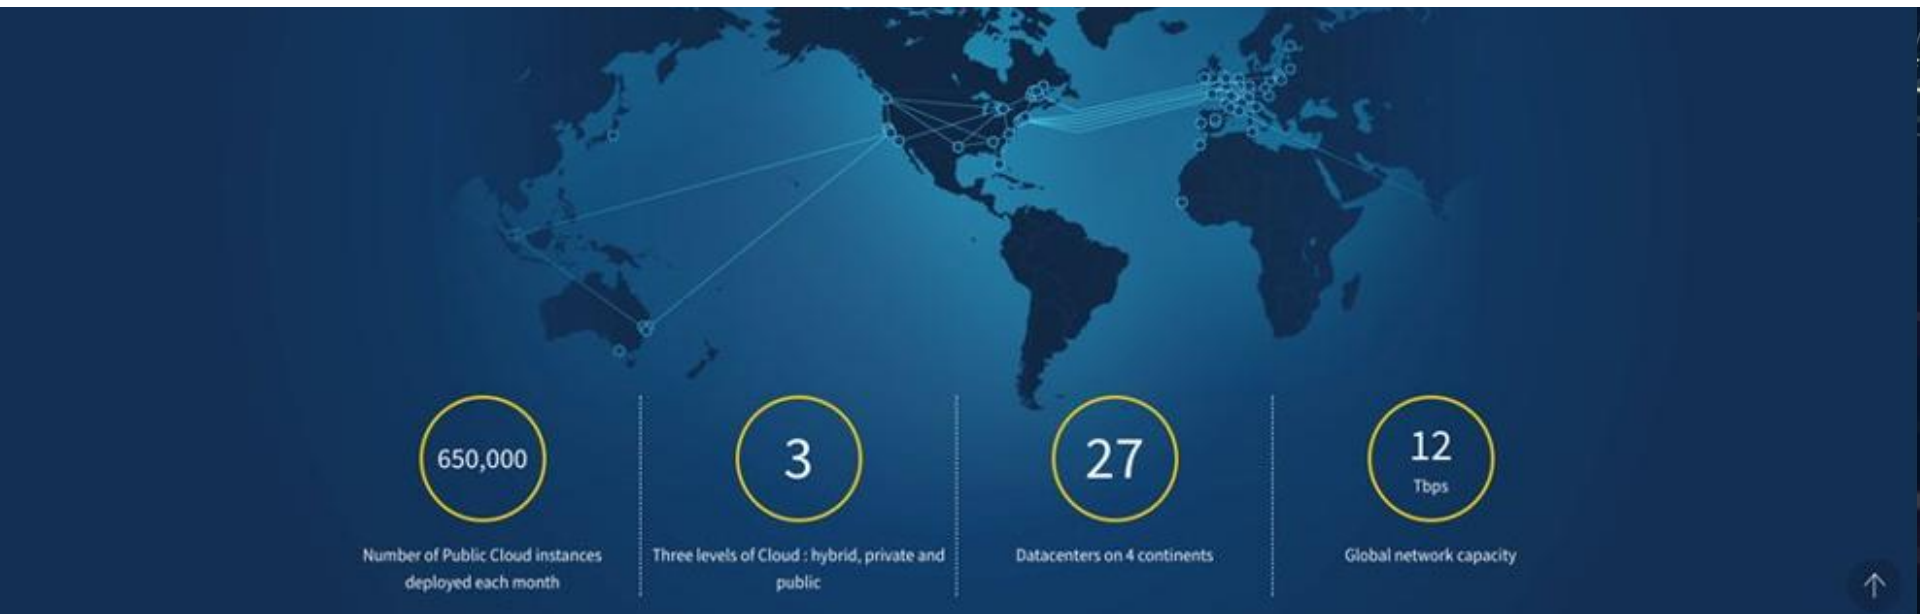 650,000
Number of Public Cloud instances
deployed each month
3
Three levels of Cloud : hybrid, private and
public
27
Datacenters on 4 continents
12
Tbps
Global network capacity